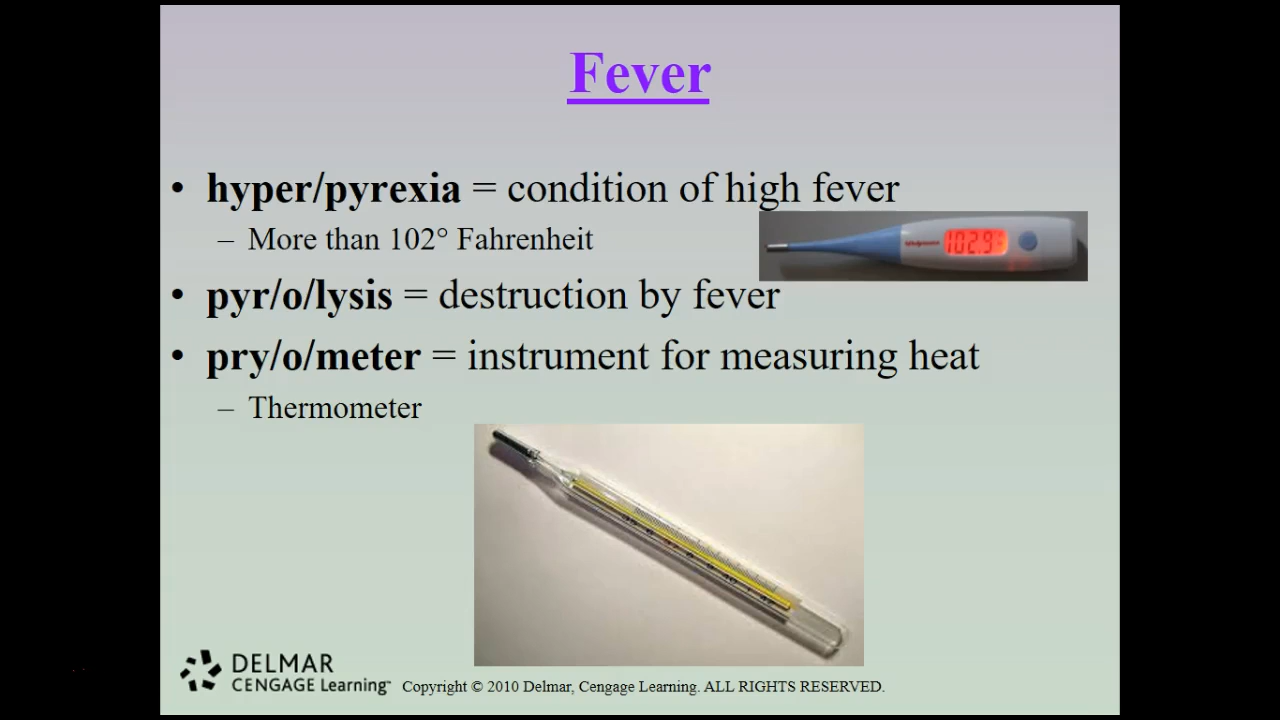 Fever
• hyper/pyrexia = condition of high fever
– More than 102° Fahrenheit
102.9
• pyr/o/lysis = destruction by fever
• pry/o/meter = instrument for measuring heat
– Thermometer
DELMAR
CENGAGE Learning™
Copyright © 2010 Delmar, Cengage Learning. ALL RIGHTS RESERVED.